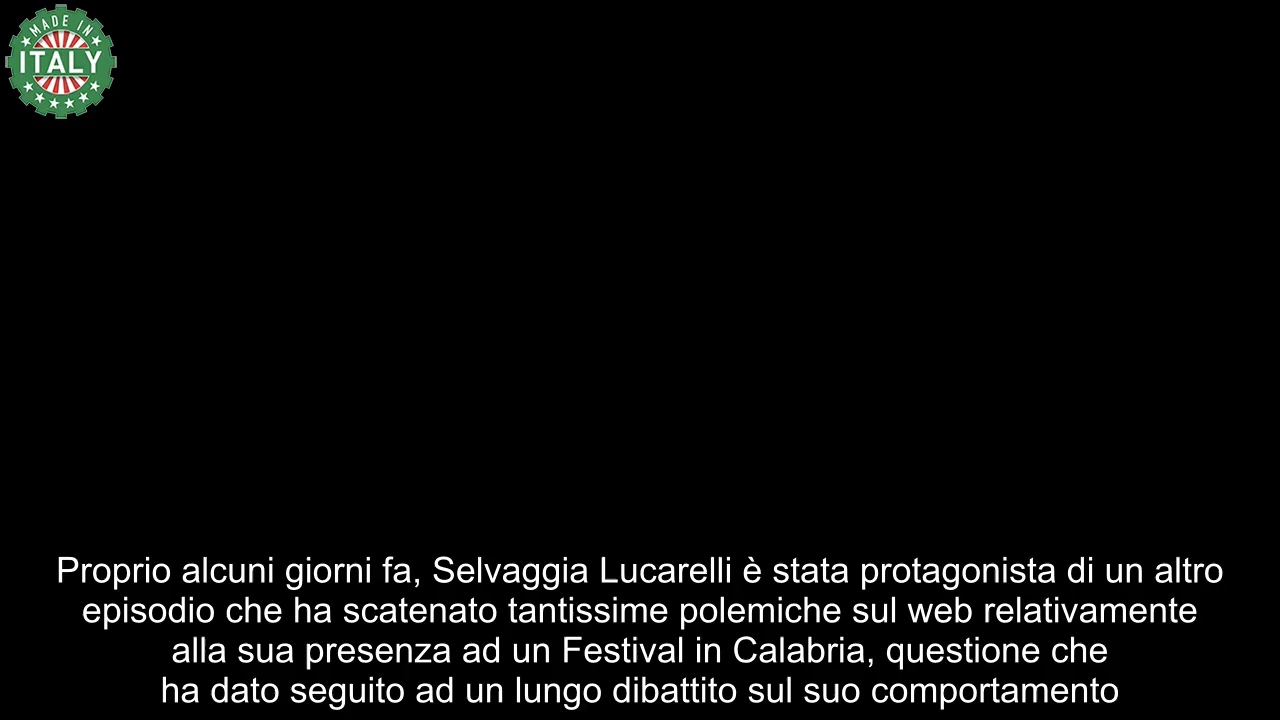 MADE IN
ITALY
Proprio alcuni giorni fa, Selvaggia Lucarelli è stata protagonista di un altro
episodio che ha scatenato tantissime polemiche sul web relativamente
alla sua presenza ad un Festival in Calabria, questione che
ha dato seguito ad un lungo dibattito sul suo comportamento